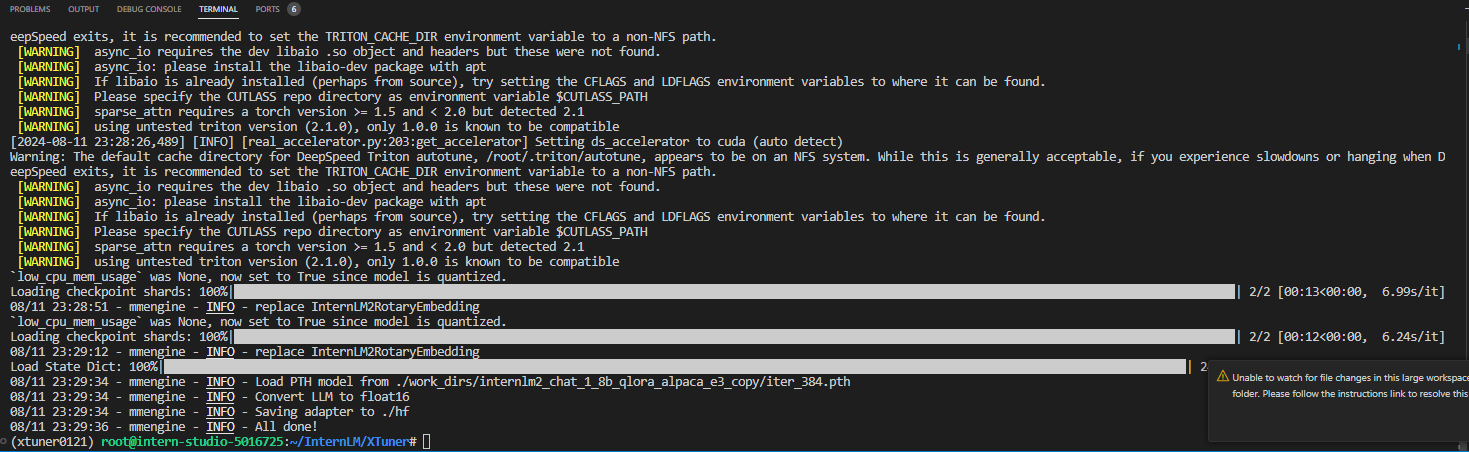 PROBLEMS OUTPUT DEBUG CONSOLE TERMINAL PORTS 6
eepSpeed exits, it is recommended to set the TRITON_CACHE_DIR environment variable to a non-NFS path.
[WARNING] async_io requires the dev libaio .so object and headers but these were not found.
[WARNING] async_io: please install the libaio-dev package with apt
[WARNING] If libaio is already installed (perhaps from source), try setting the CFLAGS and LDFLAGS environment variables to where it can be found.
[WARNING] Please specify the CUTLASS repo directory as environment variable $CUTLASS_PATH
[WARNING] sparse_attn requires a torch version >= 1.5 and < 2.0 but detected 2.1
[WARNING] using untested triton version (2.1.0), only 1.0.0 is known to be compatible
[2024-08-11 23:28:26,489] [INFO] [real_accelerator.py:203:get_accelerator] Setting ds_accelerator to cuda (auto detect)
Warning: The default cache directory for DeepSpeed Triton autotune, /root/.triton/autotune, appears to be on an NFS system. While this is generally acceptable, if you experience slowdowns or hanging when D
eepSpeed exits, it is recommended to set the TRITON_CACHE_DIR environment variable to a non-NFS path.
[WARNING] async_io requires the dev libaio .so object and headers but these were not found.
[WARNING] async_io: please install the libaio-dev package with apt
[WARNING] If libaio is already installed (perhaps from source), try setting the CFLAGS and LDFLAGS environment variables to where it can be found.
[WARNING] Please specify the CUTLASS repo directory as environment variable $CUTLASS_PATH
[WARNING] sparse_attn requires a torch version >= 1.5 and < 2.0 but detected 2.1
[WARNING] using untested triton version (2.1.0), only 1.0.0 is known to be compatible
`low_cpu_mem_usage` was None, now set to True since model is quantized.
Loading checkpoint shards: 100%| | 2/2 [00:13<00:00, 6.99s/it]
08/11 23:28:51 - mmengine - INFO - replace InternLM2RotaryEmbedding
`low_cpu_mem_usage` was None, now set to True since model is quantized.
Loading checkpoint shards: 100%| | 2/2 [00:12<00:00, 6.24s/it]
08/11 23:29:12 - mmengine - INFO - replace InternLM2RotaryEmbedding
Load State Dict: 100%| | 2
08/11 23:29:34 - mmengine - INFO - Load PTH model from ./work_dirs/internlm2_chat_1_8b_qlora_alpaca_e3_copy/iter_384.pth
08/11 23:29:34 - mmengine - INFO - Convert LLM to float16
08/11 23:29:34 - mmengine - INFO - Saving adapter to ./hf
08/11 23:29:36 - mmengine - INFO - All done!
(xtuner0121) root@intern-studio-5016725:~/InternLM/XTuner#
Unable to watch for file changes in this large workspace
folder. Please follow the instructions link to resolve this